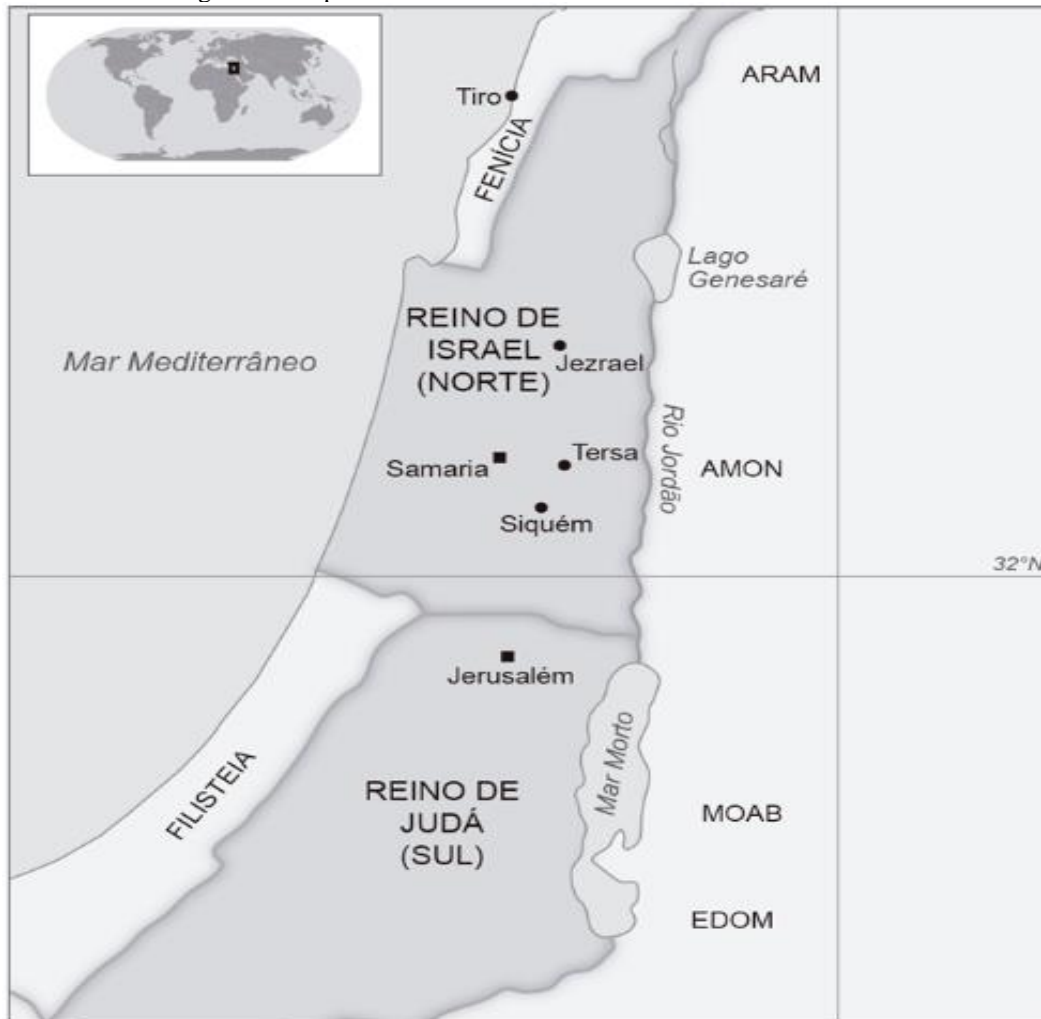 ARAM
Tiro
FENÍCIA
Lago
Genesaré
REINO DE
ISRAEL
(NORTE)
Jezrael
Mar Mediterrâneo
Rio Jordão
Samaria
Tersa
AMON
Siquém
32°N
Jerusalém
Mar Morto
FILISTEIA
REINO DE
JUDÁ
(SUL)
MOAB
EDOM